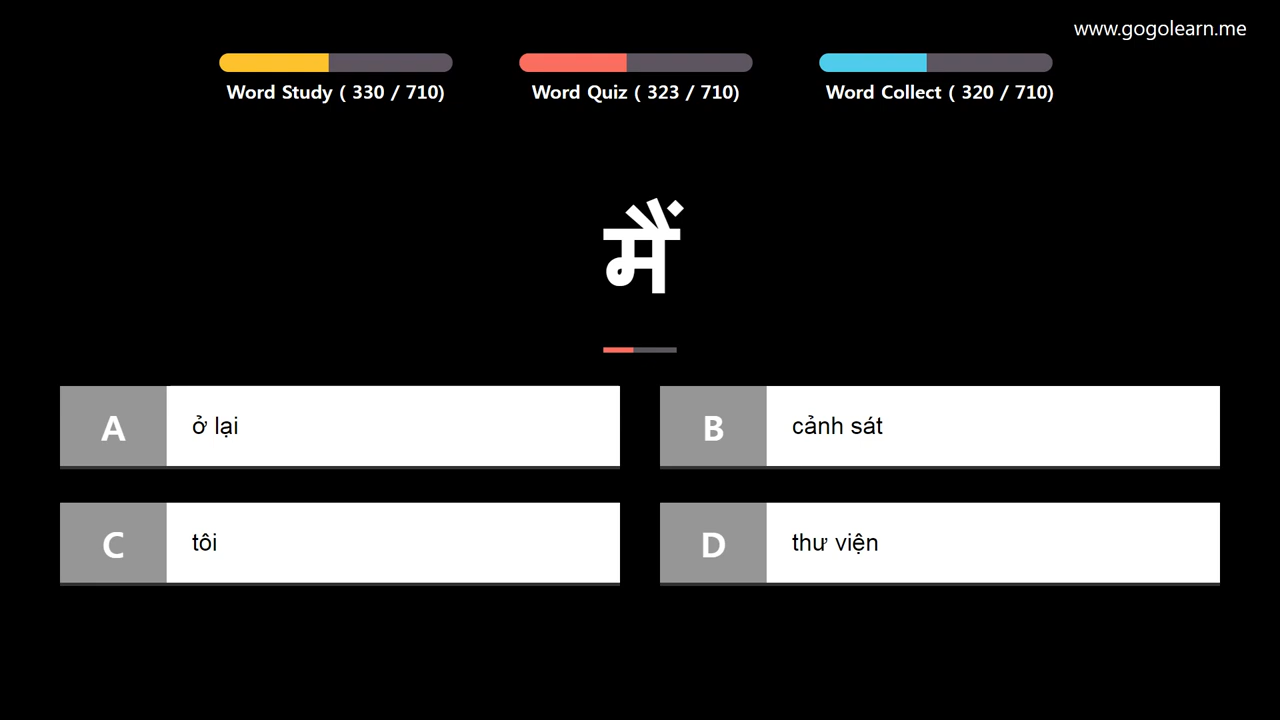 www.gogolearn.me
Word Study ( 330 / 710)
Word Quiz ( 323 / 710)
Word Collect ( 320 / 710)
मैं
A
ở lại
B
cảnh sát
C
tôi
D
thư viện